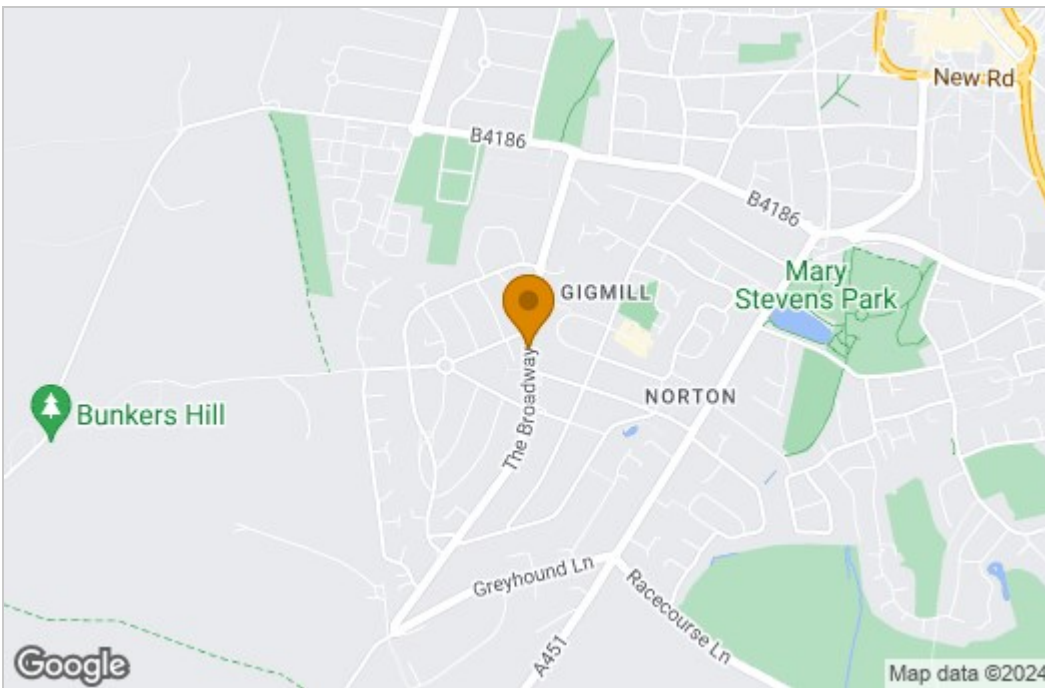 New Rd
B4186
B4186
GIGMILL
Mary
Stevens Park
NORTON
Bunkers Hill
The Broadway
Greyhound Ln
Racecourse Ln
A451
Google
Map data ©2024